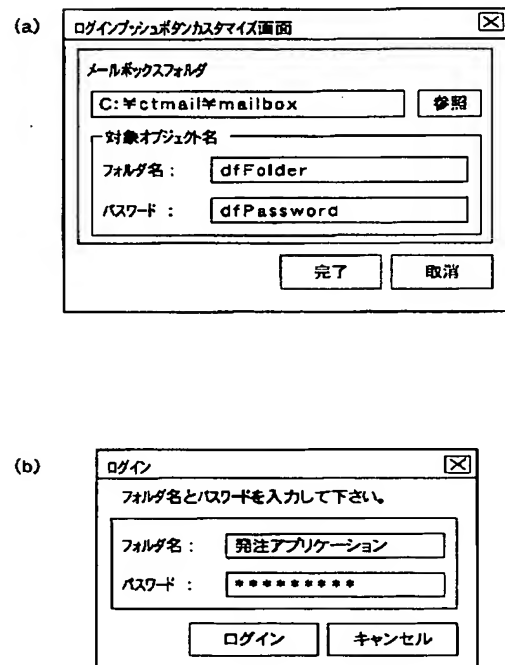 (a)
ログインプッシュボタンカスタマイズ画面
メールボックスフォルダ
C:¥ctmail¥mailbox 参照
対象オブジェクト名
フォルダ名： dfFolder
パスワード： dfPassword
完了 取消
(b)
ログイン
フォルダ名とパスワードを入力して下さい。
フォルダ名： 発注アプリケーション
パスワード： *********
ログイン キャンセル